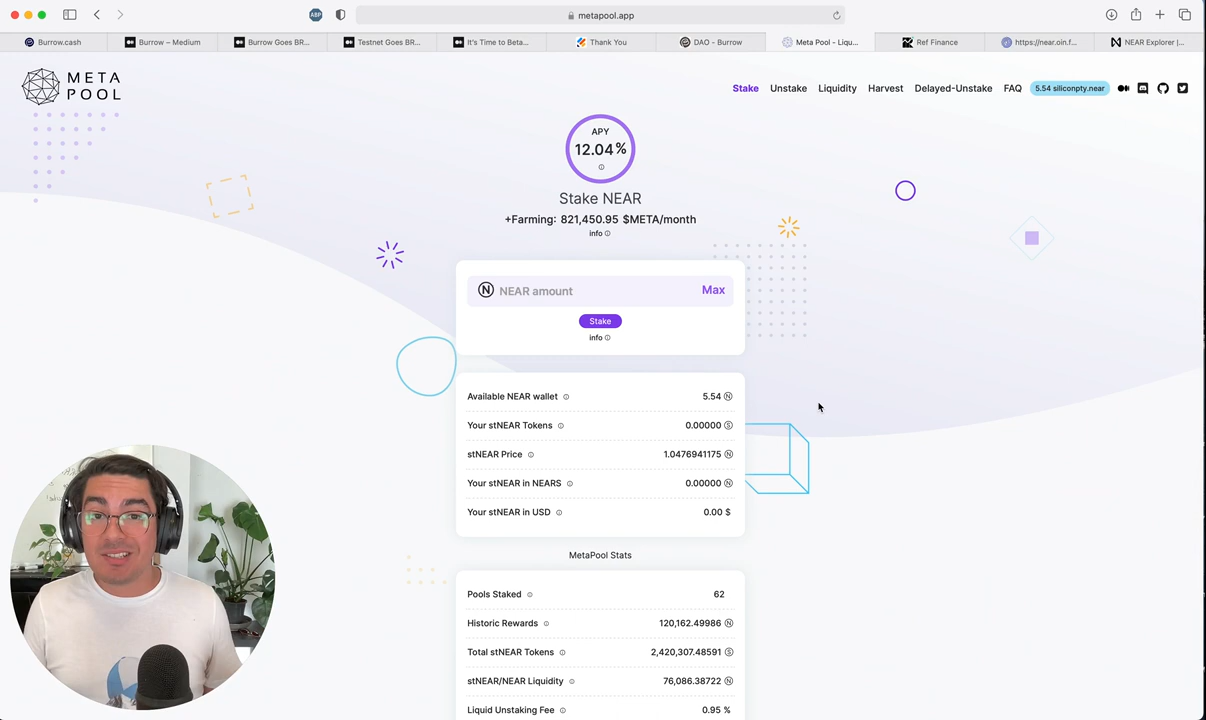 ABP
metapool.app
Burrow.cash
Burrow – Medium
Burrow Goes BR...
Testnet Goes BR...
It's Time to Beta...
Thank You
DAO - Burrow
Meta Pool - Liqu...
Ref Finance
https://near.oin.f...
NEAR Explorer |...
META
POOL
Stake
Unstake
Liquidity
Harvest
Delayed-Unstake
FAQ
5.54 siliconpty.near
APY
12.04%
Stake NEAR
+Farming: 821,450.95 $META/month
info
NEAR amount
Max
Stake
info
Available NEAR wallet 5.54
Your stNEAR Tokens 0.00000
stNEAR Price 1.0476941175
Your stNEAR in NEARS 0.00000
Your stNEAR in USD 0.00 $
MetaPool Stats
Pools Staked 62
Historic Rewards 120,162.49986
Total stNEAR Tokens 2,420,307.48591
stNEAR/NEAR Liquidity 76,086.38722
Liquid Unstaking Fee 0.95 %